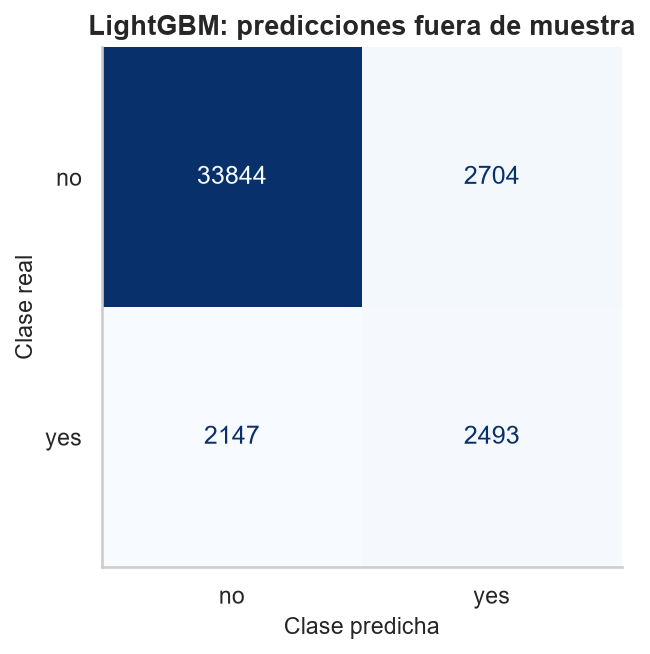 LightGBM: predicciones fuera de muestra
no
33844
2704
Clase real
yes
2147
2493
no
yes
Clase predicha